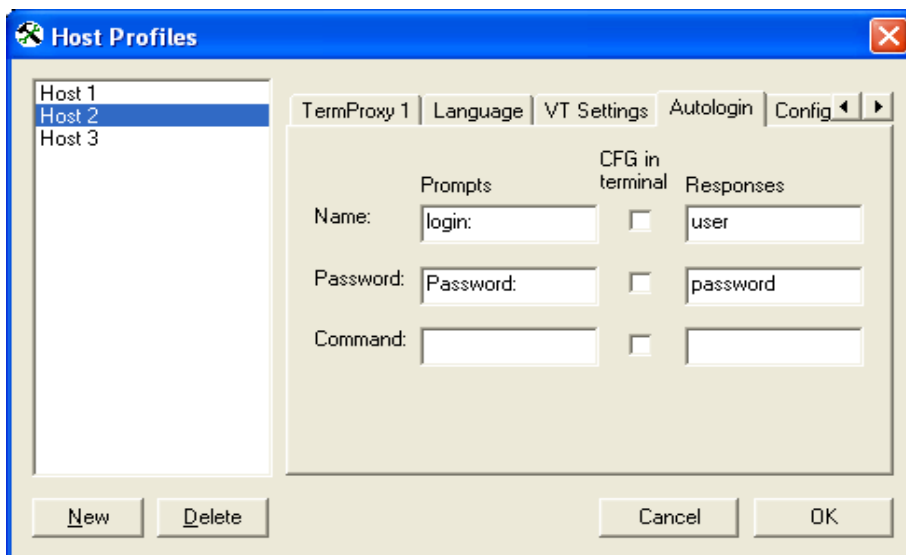 Host Profiles
Host 1
Host 2
Host 3
TermProxy 1 Language VT Settings Autologin Config
Prompts CFG in terminal Responses
Name: login: user
Password: Password: password
Command:
New Delete Cancel OK